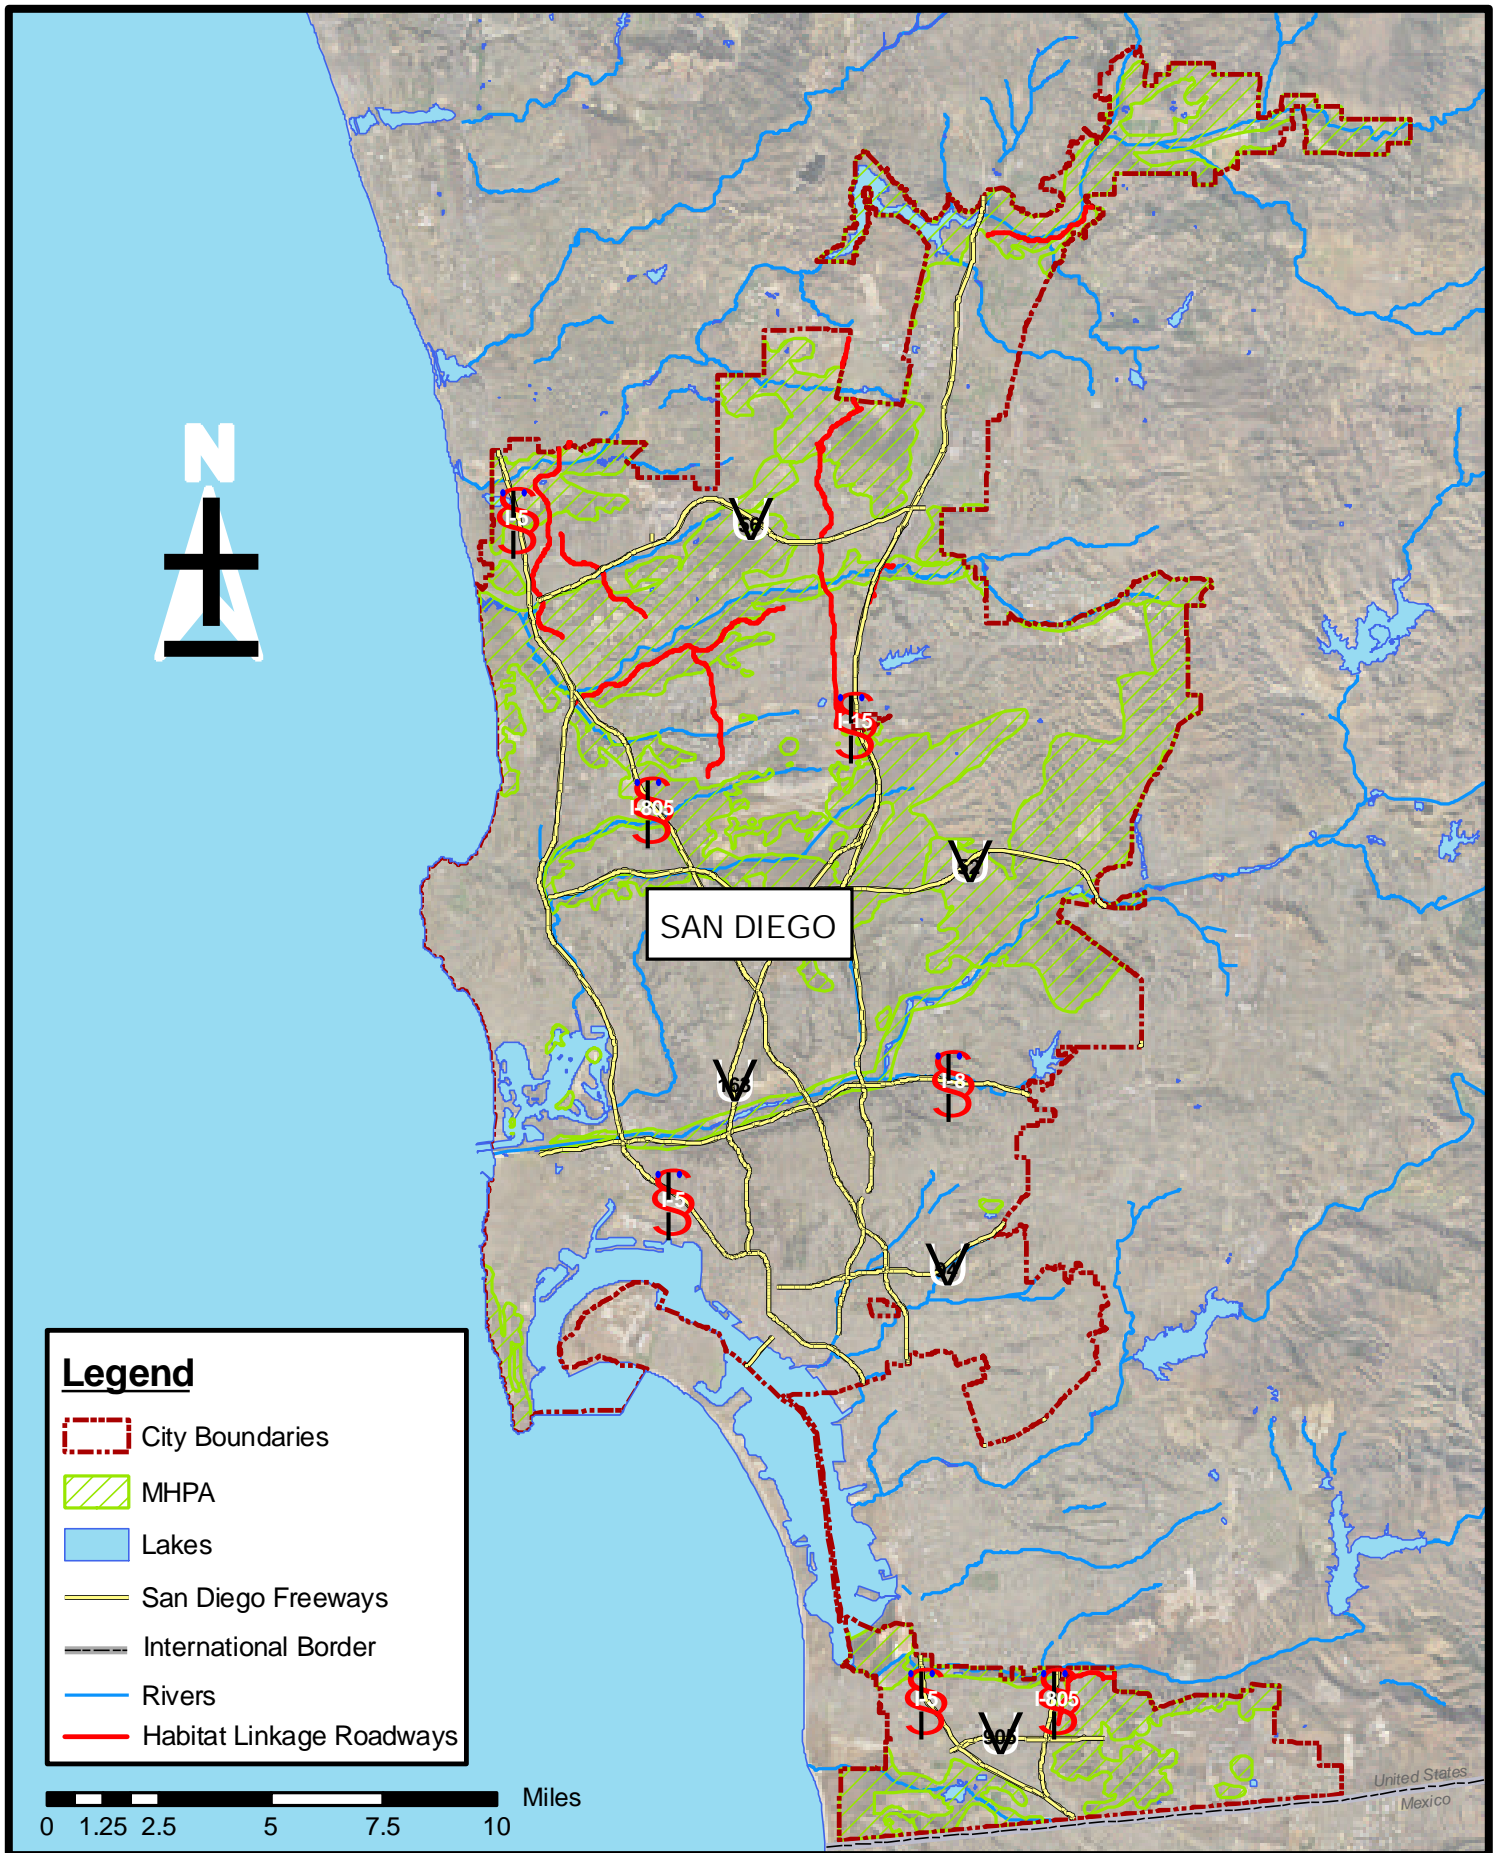 N
I-5
56
I-15
I-805
52
SAN DIEGO
163
I-8
I-5
94
Legend
City Boundaries
MHPA
Lakes
San Diego Freeways
International Border
Rivers
Habitat Linkage Roadways
I-5
I-805
905
United States
Mexico
Miles
0 1.25 2.5 5 7.5 10